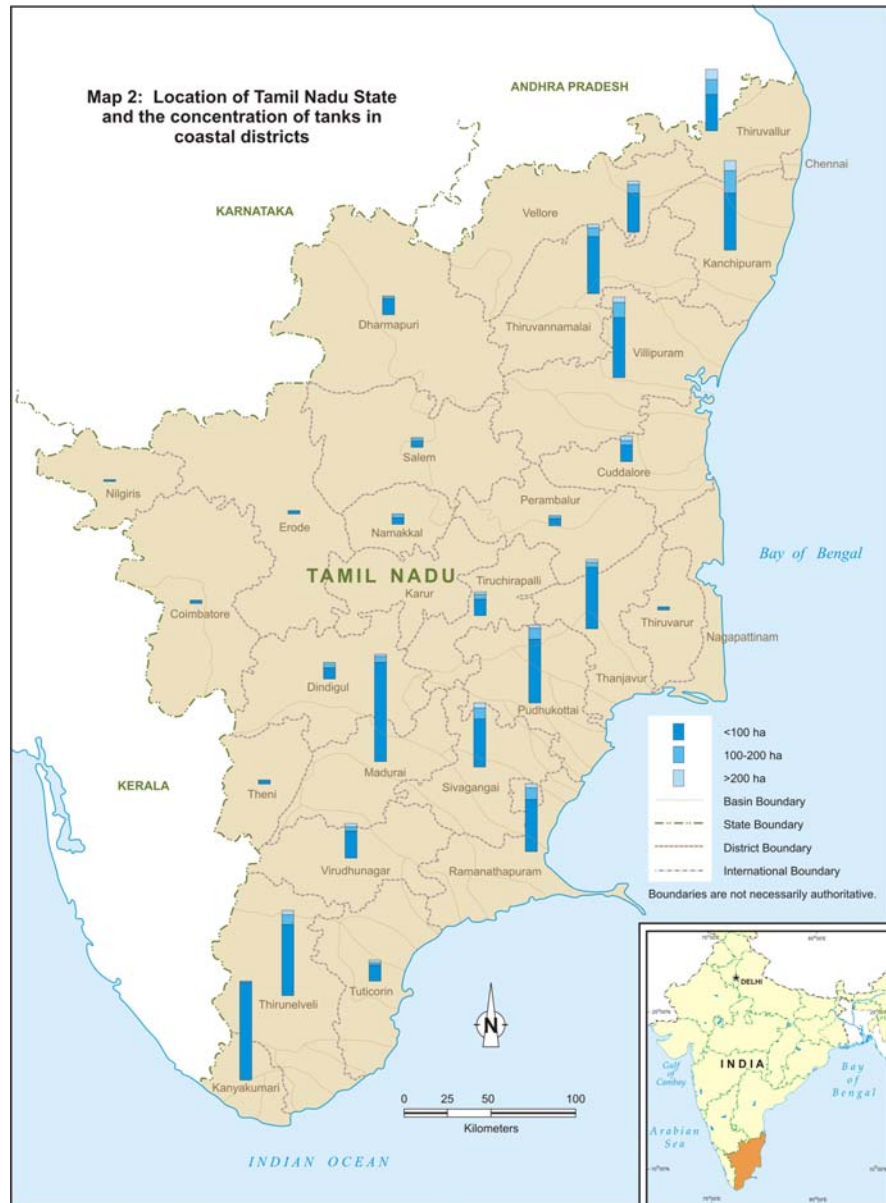 Map 2: Location of Tamil Nadu State
and the concentration of tanks in
coastal districts
ANDHRA PRADESH
Thiruvallur
Chennai
KARNATAKA
Vellore
Kanchipuram
Dharmapuri
Thiruvannamalai
Villipuram
Salem
Cuddalore
Nilgiris
Perambalur
Erode
Namakkal
Bay of Bengal
TAMIL NADU
Tiruchirapalli
Karur
Coimbatore
Thiruvarur
Nagapattinam
Thanjavur
Dindigul
Pudhukottai
Madurai
Sivagangai
KERALA
Theni
Virudhunagar
Ramanathapuram
<100 ha
100-200 ha
>200 ha
Basin Boundary
State Boundary
District Boundary
International Boundary
Boundaries are not necessarily authoritative.
Thirunelveli
Tuticorin
Kanyakumari
N
0 25 50 100
Kilometers
INDIAN OCEAN
DELHI
INDIA
Gulf
of
Cambay
Bay
of
Bengal
Arabian
Sea